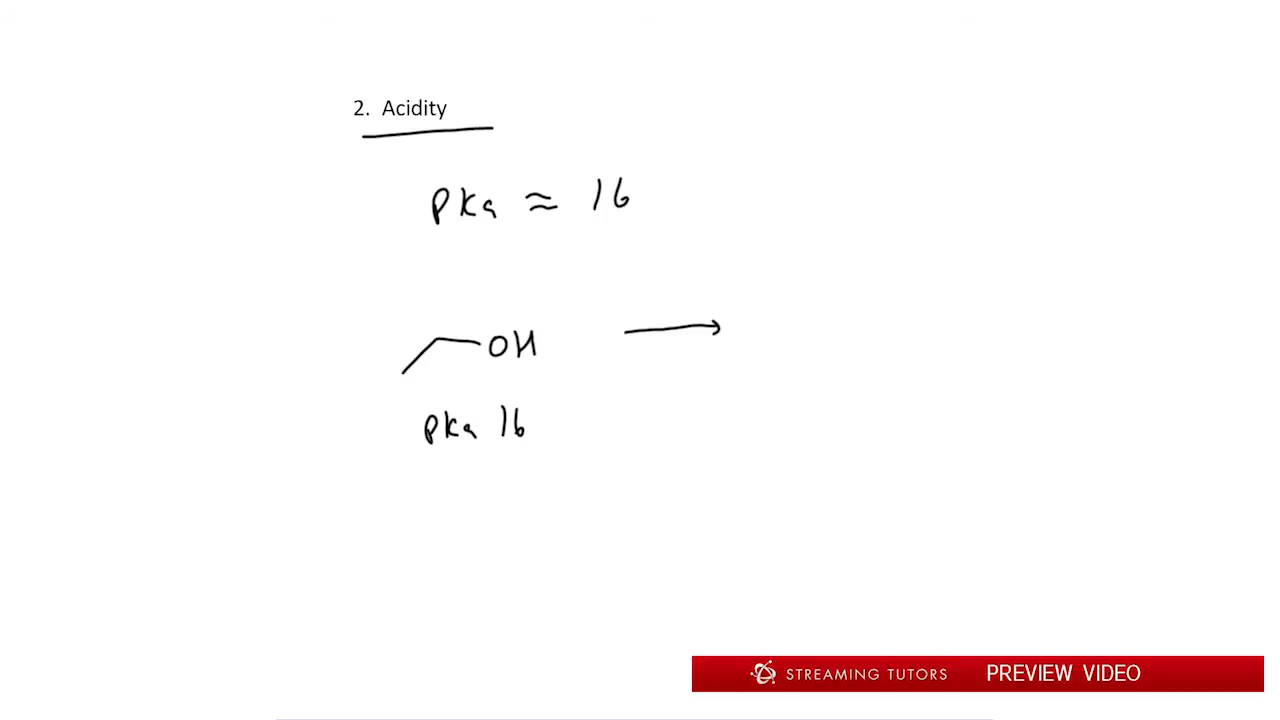 2. Acidity
pka ≈ 16
OH
pka 16
STREAMING TUTORS PREVIEW VIDEO